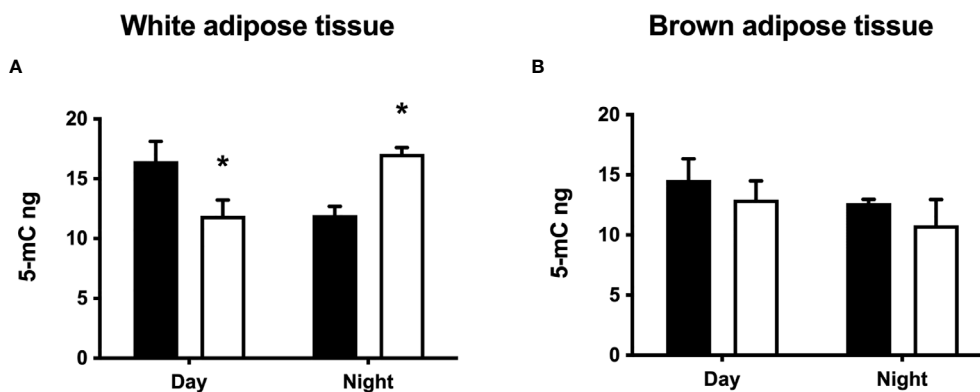 White adipose tissue
Brown adipose tissue
A
B
20
15
10
5
0
5-mC ng
*
*
Day
Night
20
15
10
5
0
5-mC ng
Day
Night